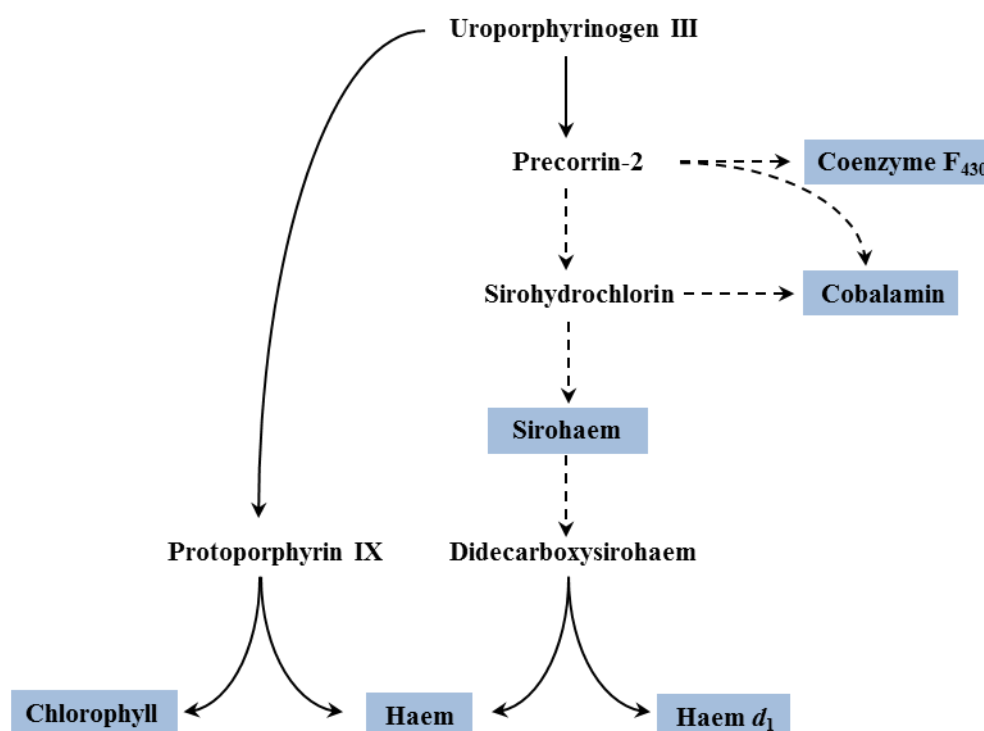 Uroporphyrinogen III
Precorrin-2
Coenzyme F₄₃₀
Sirohydrochlorin
Cobalamin
Sirohaem
Protoporphyrin IX
Didecarboxysirohaem
Chlorophyll
Haem
Haem d₁